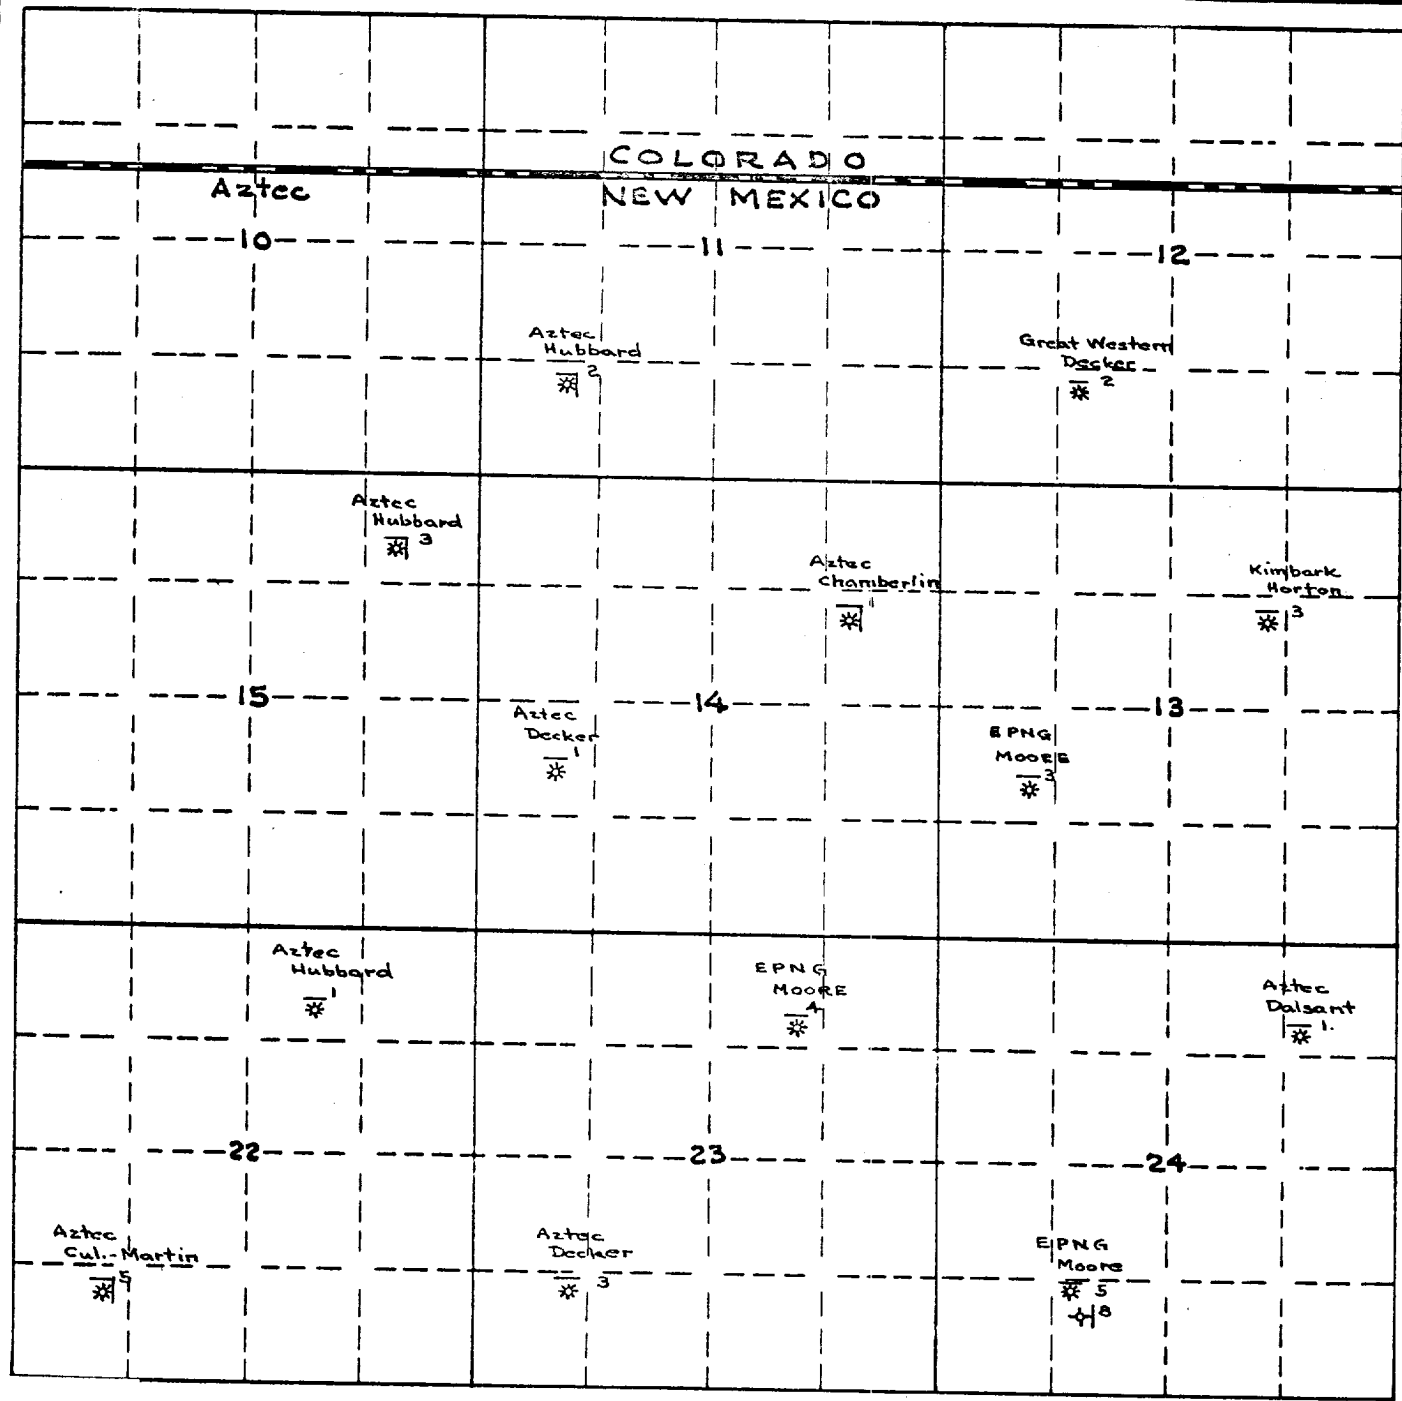 COLORADO
Aztec
NEW MEXICO
10
11
12
Aztec
Hubbard
2
Great Western
Decker
2
Aztec
Hubbard
3
Aztec
Chamberlin
1
Kimbark
Horton
3
15
14
13
Aztec
Decker
1
EPNG
MOORE
3
Aztec
Hubbard
1
EPNG
MOORE
4
Aztec
Dalsant
1.
22
23
24
Aztec
Cul.-Martin
5
Aztec
Decker
3
EPNG
Moore
5
8